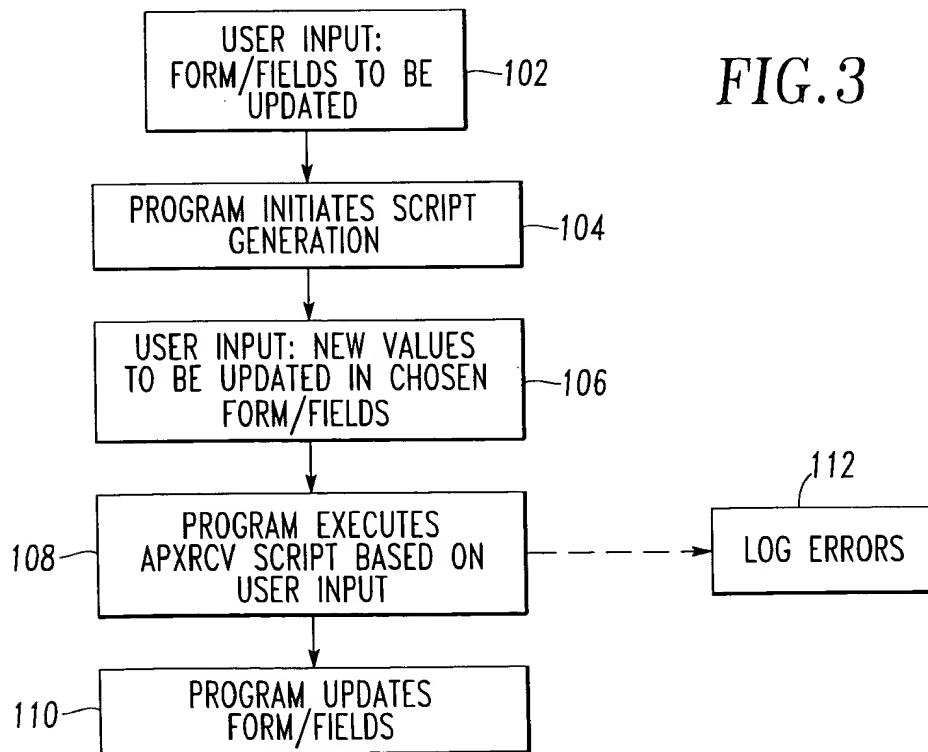 USER INPUT:
FORM/FIELDS TO BE
UPDATED
102
FIG.3
PROGRAM INITIATES SCRIPT
GENERATION
104
USER INPUT: NEW VALUES
TO BE UPDATED IN CHOSEN
FORM/FIELDS
106
108
PROGRAM EXECUTES
APXRCV SCRIPT BASED ON
USER INPUT
112
LOG ERRORS
110
PROGRAM UPDATES
FORM/FIELDS